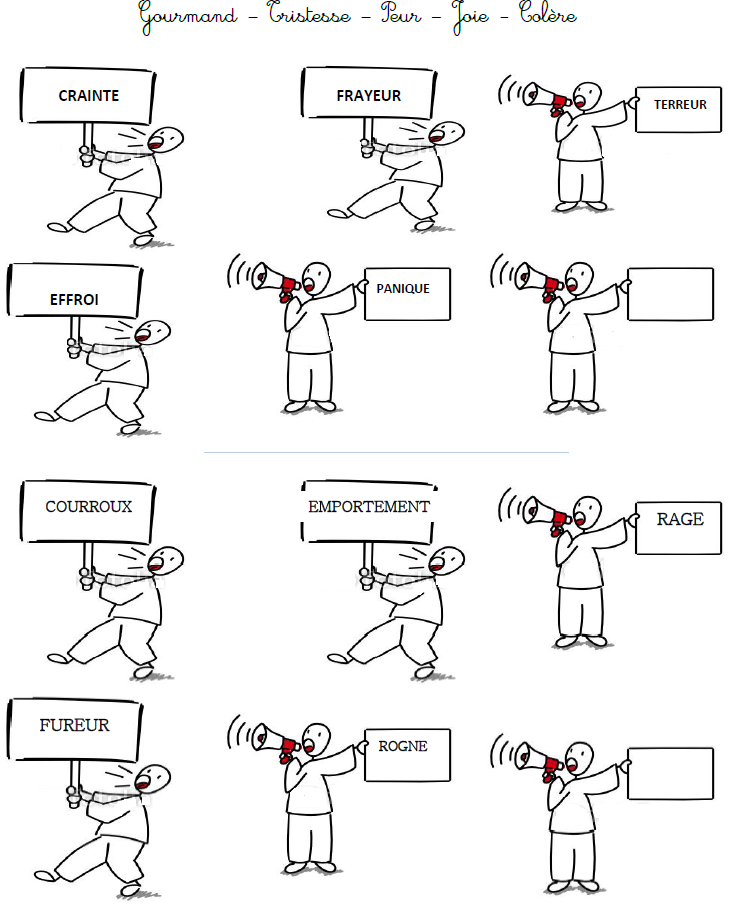 Gourmand – Tristesse – Peur – Joie – Colère
CRAINTE
FRAYEUR
TERREUR
EFFROI
PANIQUE
COURROUX
EMPORTEMENT
RAGE
FUREUR
ROGNE